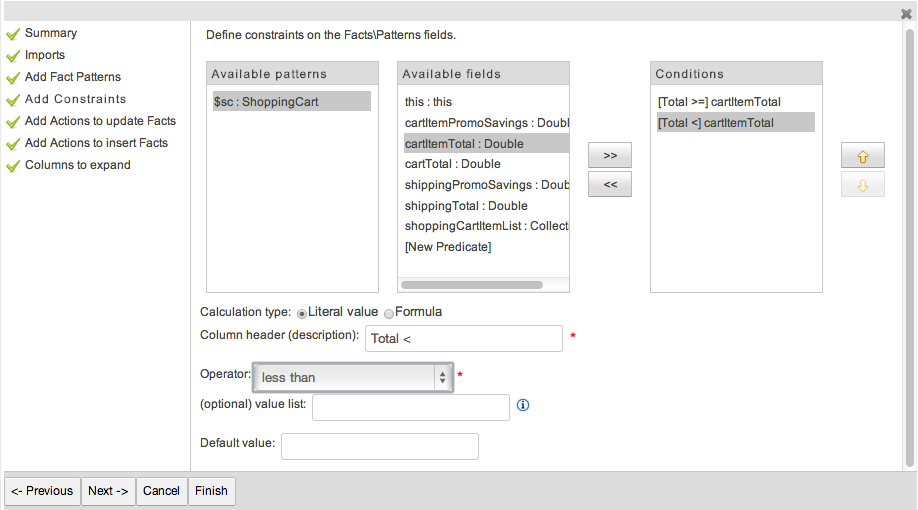 Summary
Imports
Add Fact Patterns
Add Constraints
Add Actions to update Facts
Add Actions to insert Facts
Columns to expand
Define constraints on the Facts\Patterns fields.
Available patterns
$sc : ShoppingCart
Available fields
this : this
cartItemPromoSavings : Doubl
cartItemTotal : Double
cartTotal : Double
shippingPromoSavings : Doub
shippingTotal : Double
shoppingCartItemList : Collecti
[New Predicate]
>>
<<
Conditions
[Total >=] cartItemTotal
[Total <] cartItemTotal
Calculation type: Literal value Formula
Column header (description): Total < *
Operator: less than *
(optional) value list:
Default value:
<- Previous Next -> Cancel Finish